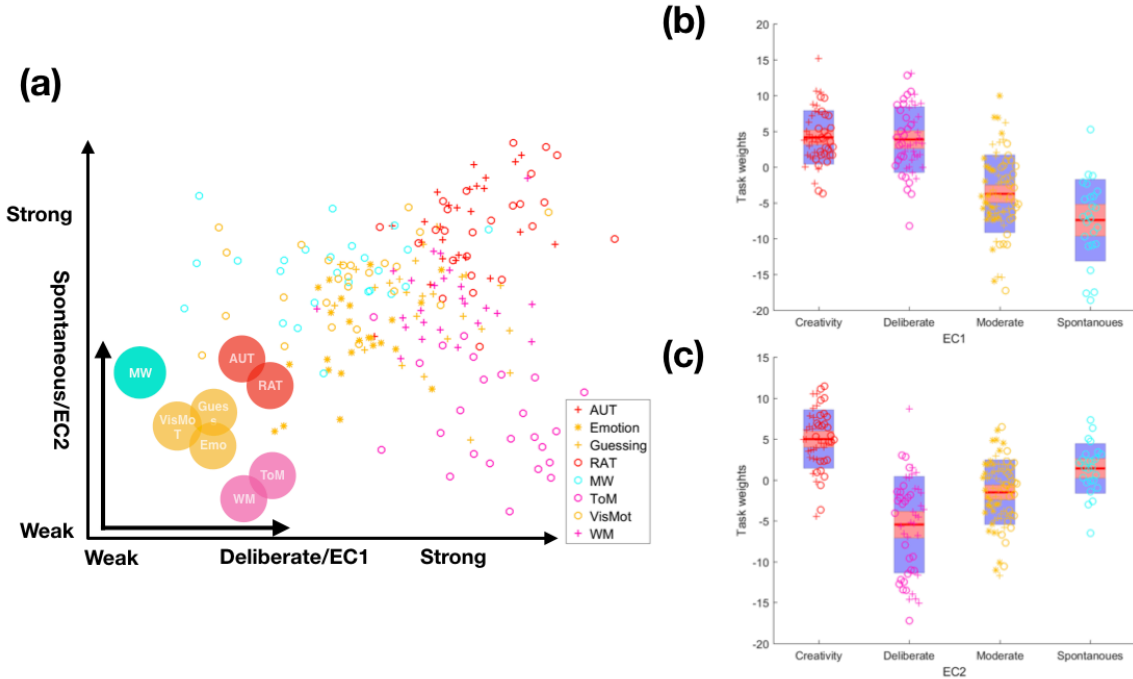 (a)
Strong
Spontaneous/EC2
Weak
Weak
Deliberate/EC1
Strong
MW
AUT
RAT
Gues
s
VisMo
T
Emo
ToM
WM
AUT
Emotion
Guessing
RAT
MW
ToM
VisMot
WM
(b)
20
15
10
5
0
-5
-10
-15
-20
Task weights
Creativity
Deliberate
Moderate
Spontanoues
EC1
(c)
15
10
5
0
-5
-10
-15
-20
Task weights
Creativity
Deliberate
Moderate
Spontanoues
EC2